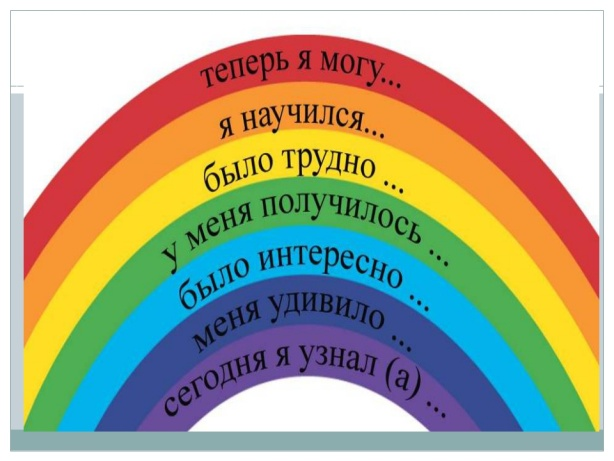 теперь я могу...
я научился...
было трудно ...
у меня получилось ...
было интересно ...
меня удивило ...
сегодня я узнал (а) ...